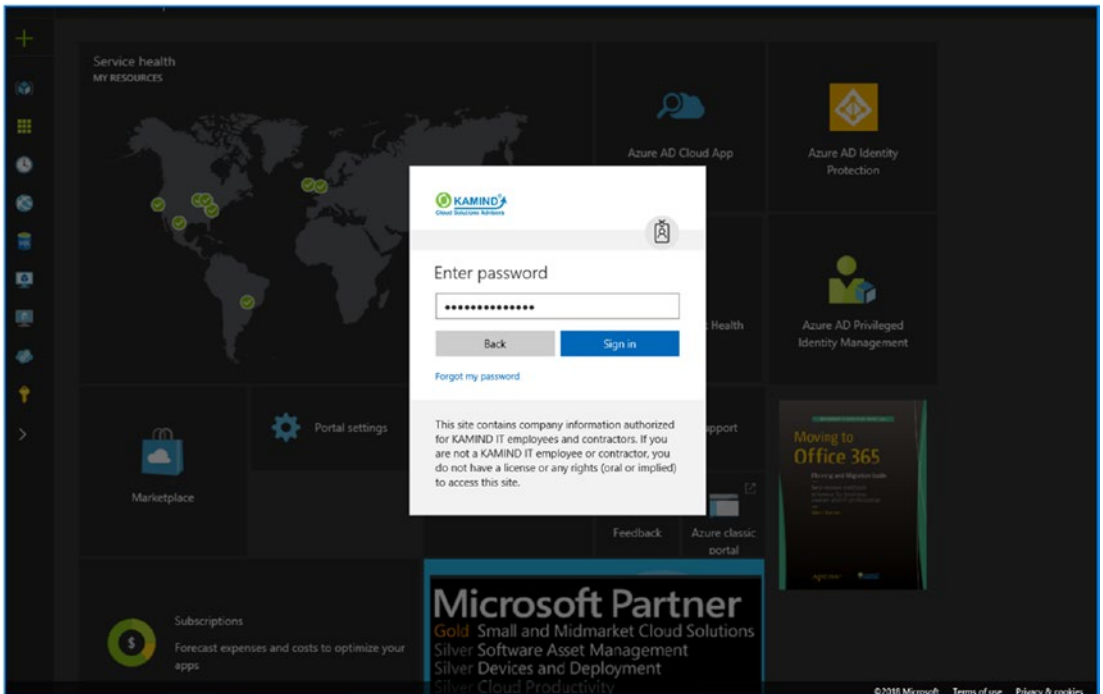 Service health
MY RESOURCES
Azure AD Cloud App
Azure AD Identity
Protection
KAMIND
Cloud Solutions Advisors
Enter password
Back
Sign in
Forgot my password
This site contains company information authorized
for KAMIND IT employees and contractors. If you
are not a KAMIND IT employee or contractor, you
do not have a license or any rights (oral or implied)
to access this site.
Health
Azure AD Privileged
Identity Management
Portal settings
Marketplace
Feedback
Azure classic
portal
Moving to
Office 365
Planning and Migration Guide
Apress
Subscriptions
Forecast expenses and costs to optimize your
apps
Microsoft Partner
Gold Small and Midmarket Cloud Solutions
Silver Software Asset Management
Silver Devices and Deployment
Silver Cloud Productivity
©2018 Microsoft Terms of use Privacy & cookies